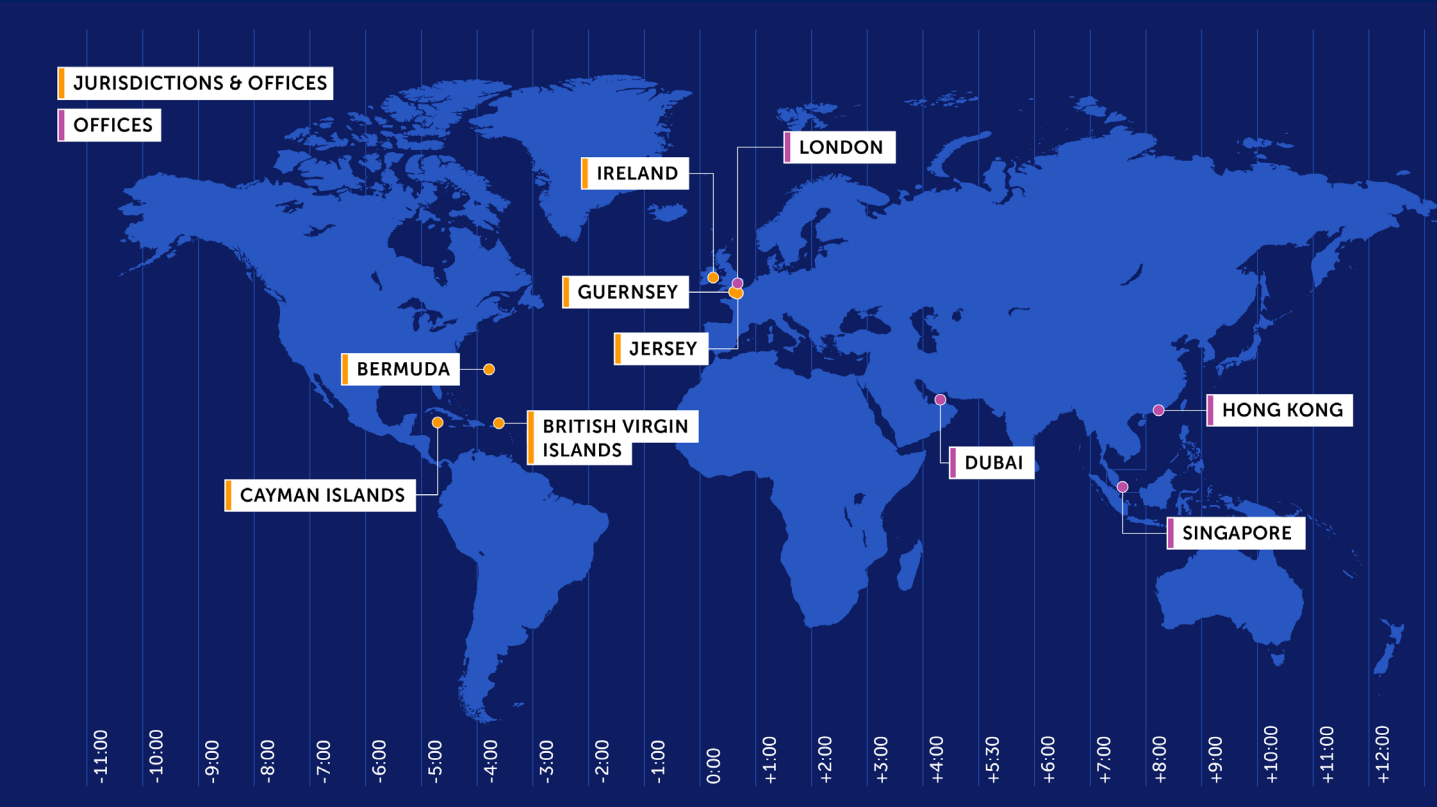 JURISDICTIONS & OFFICES
OFFICES
LONDON
IRELAND
GUERNSEY
JERSEY
BERMUDA
BRITISH VIRGIN
ISLANDS
CAYMAN ISLANDS
HONG KONG
DUBAI
SINGAPORE
-11:00
-10:00
-9:00
-8:00
-7:00
-6:00
-5:00
-4:00
-3:00
-2:00
-1:00
0:00
+1:00
+2:00
+3:00
+4:00
+5:30
+6:00
+7:00
+8:00
+9:00
+10:00
+11:00
+12:00